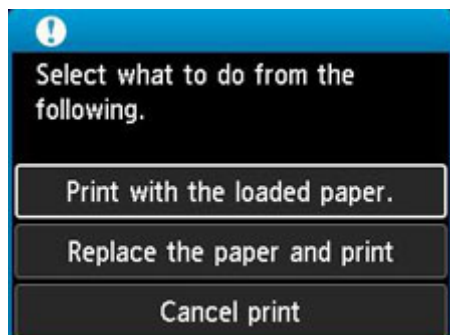 Select what to do from the
following.
Print with the loaded paper.
Replace the paper and print
Cancel print